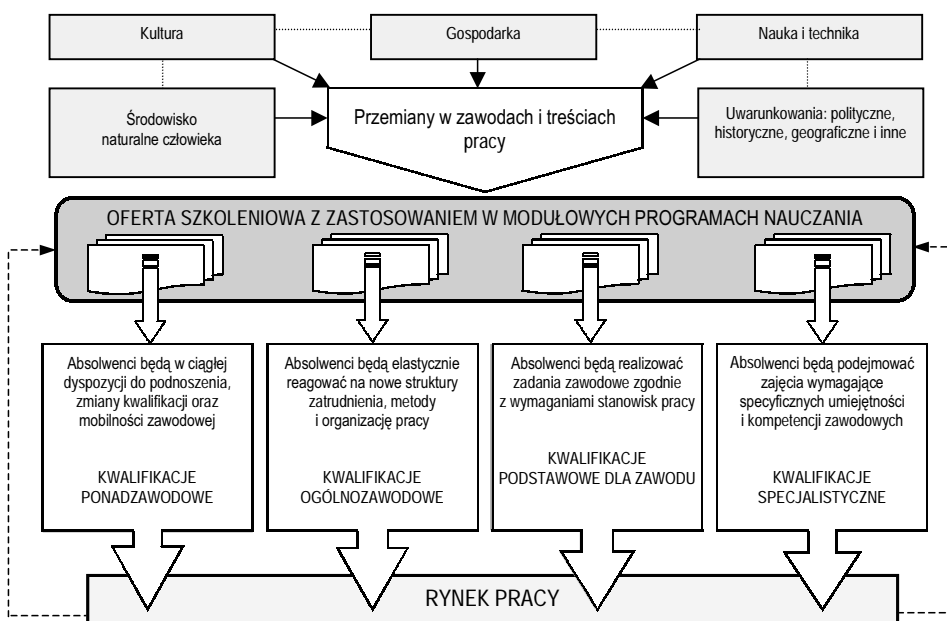 Kultura
Gospodarka
Nauka i technika
Środowisko
naturalne człowieka
Przemiany w zawodach i treściach
pracy
Uwarunkowania: polityczne,
historyczne, geograficzne i inne
OFERTA SZKOLENIOWA Z ZASTOSOWANIEM W MODUŁOWYCH PROGRAMACH NAUCZANIA
Absolwenci będą w ciągłej
dyspozycji do podnoszenia,
zmiany kwalifikacji oraz
mobilności zawodowej
KWALIFIKACJE
PONADZAWODOWE
Absolwenci będą elastycznie
reagować na nowe struktury
zatrudnienia, metody
i organizację pracy
KWALIFIKACJE
OGÓLNOZAWODOWE
Absolwenci będą realizować
zadania zawodowe zgodnie
z wymaganiami stanowisk pracy
KWALIFIKACJE
PODSTAWOWE DLA ZAWODU
Absolwenci będą podejmować
zajęcia wymagające
specyficznych umiejętności
i kompetencji zawodowych
KWALIFIKACJE
SPECJALISTYCZNE
RYNEK PRACY